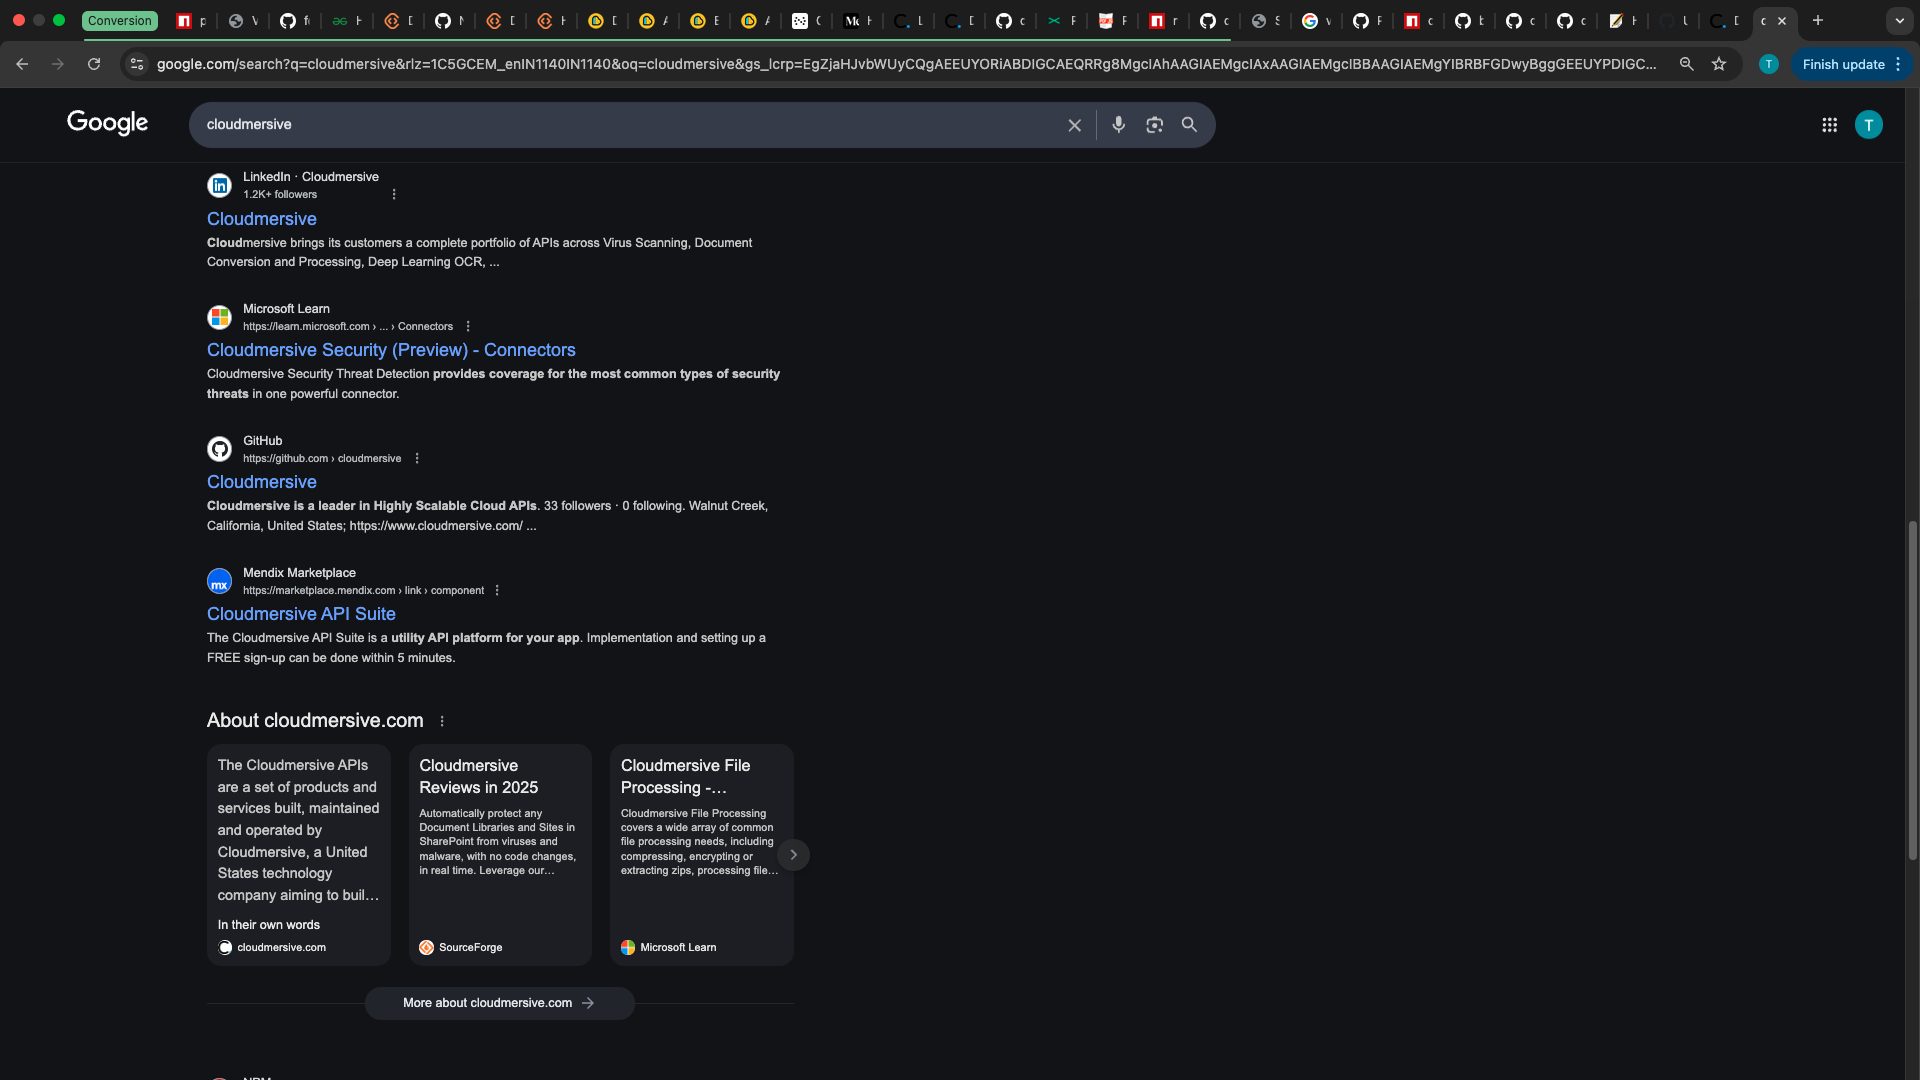 Conversion
google.com/search?q=cloudmersive&rlz=1C5GCEM_enIN1140IN1140&oq=cloudmersive&gs_lcrp=EgZjaHJvbWUyCQgAEEUYORiABDIGCAEQRRg8MgcIAhAAGIAEMgcIAxAAGIAEMgcIBBAAGIAEMgYIBRBFGDwyBggGEEUYPDIGC...
T
Finish update
Google
cloudmersive
T
LinkedIn · Cloudmersive
1.2K+ followers
Cloudmersive
Cloudmersive brings its customers a complete portfolio of APIs across Virus Scanning, Document
Conversion and Processing, Deep Learning OCR, ...
Microsoft Learn
https://learn.microsoft.com › ... › Connectors
Cloudmersive Security (Preview) - Connectors
Cloudmersive Security Threat Detection provides coverage for the most common types of security
threats in one powerful connector.
GitHub
https://github.com › cloudmersive
Cloudmersive
Cloudmersive is a leader in Highly Scalable Cloud APIs. 33 followers · 0 following. Walnut Creek,
California, United States; https://www.cloudmersive.com/ ...
mx
Mendix Marketplace
https://marketplace.mendix.com › link › component
Cloudmersive API Suite
The Cloudmersive API Suite is a utility API platform for your app. Implementation and setting up a
FREE sign-up can be done within 5 minutes.
About cloudmersive.com
The Cloudmersive APIs
are a set of products and
services built, maintained
and operated by
Cloudmersive, a United
States technology
company aiming to buil...
In their own words
cloudmersive.com
Cloudmersive
Reviews in 2025
Automatically protect any
Document Libraries and Sites in
SharePoint from viruses and
malware, with no code changes,
in real time. Leverage our...
SourceForge
Cloudmersive File
Processing -...
Cloudmersive File Processing
covers a wide array of common
file processing needs, including
compressing, encrypting or
extracting zips, processing file...
Microsoft Learn
More about cloudmersive.com